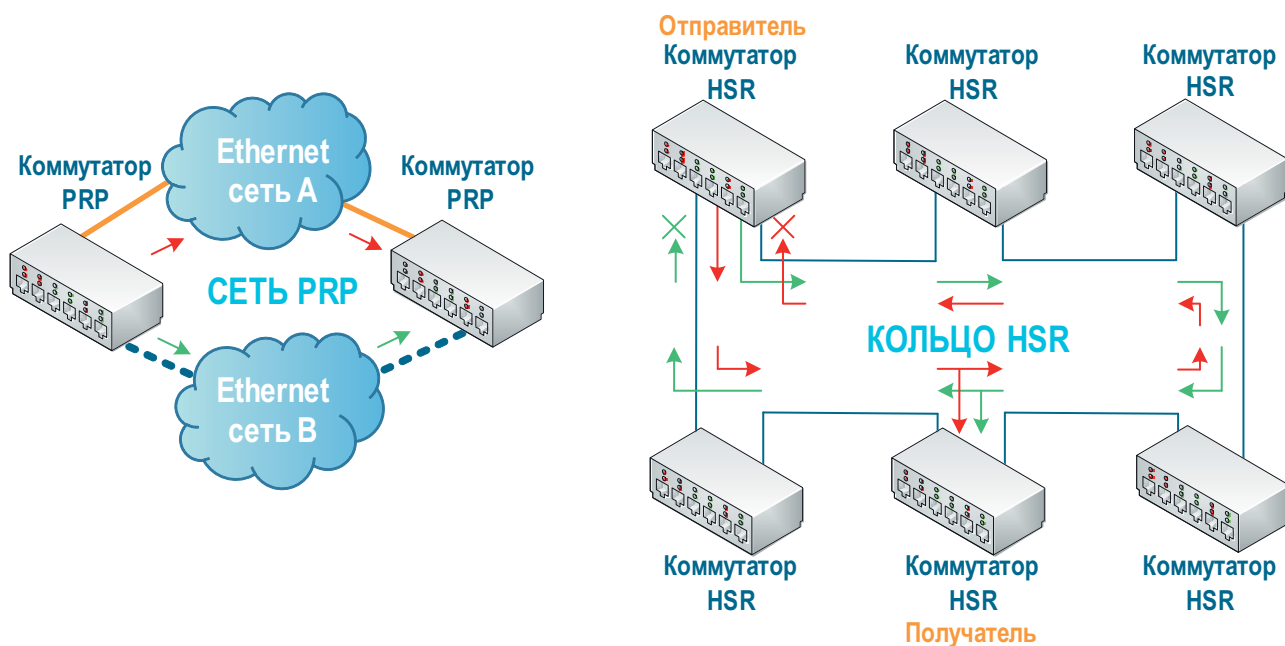 Коммутатор
PRP
Ethernet
сеть A
Коммутатор
PRP
СЕТЬ PRP
Ethernet
сеть B
Отправитель
Коммутатор
HSR
Коммутатор
HSR
Коммутатор
HSR
КОЛЬЦО HSR
Коммутатор
HSR
Коммутатор
HSR
Получатель
Коммутатор
HSR